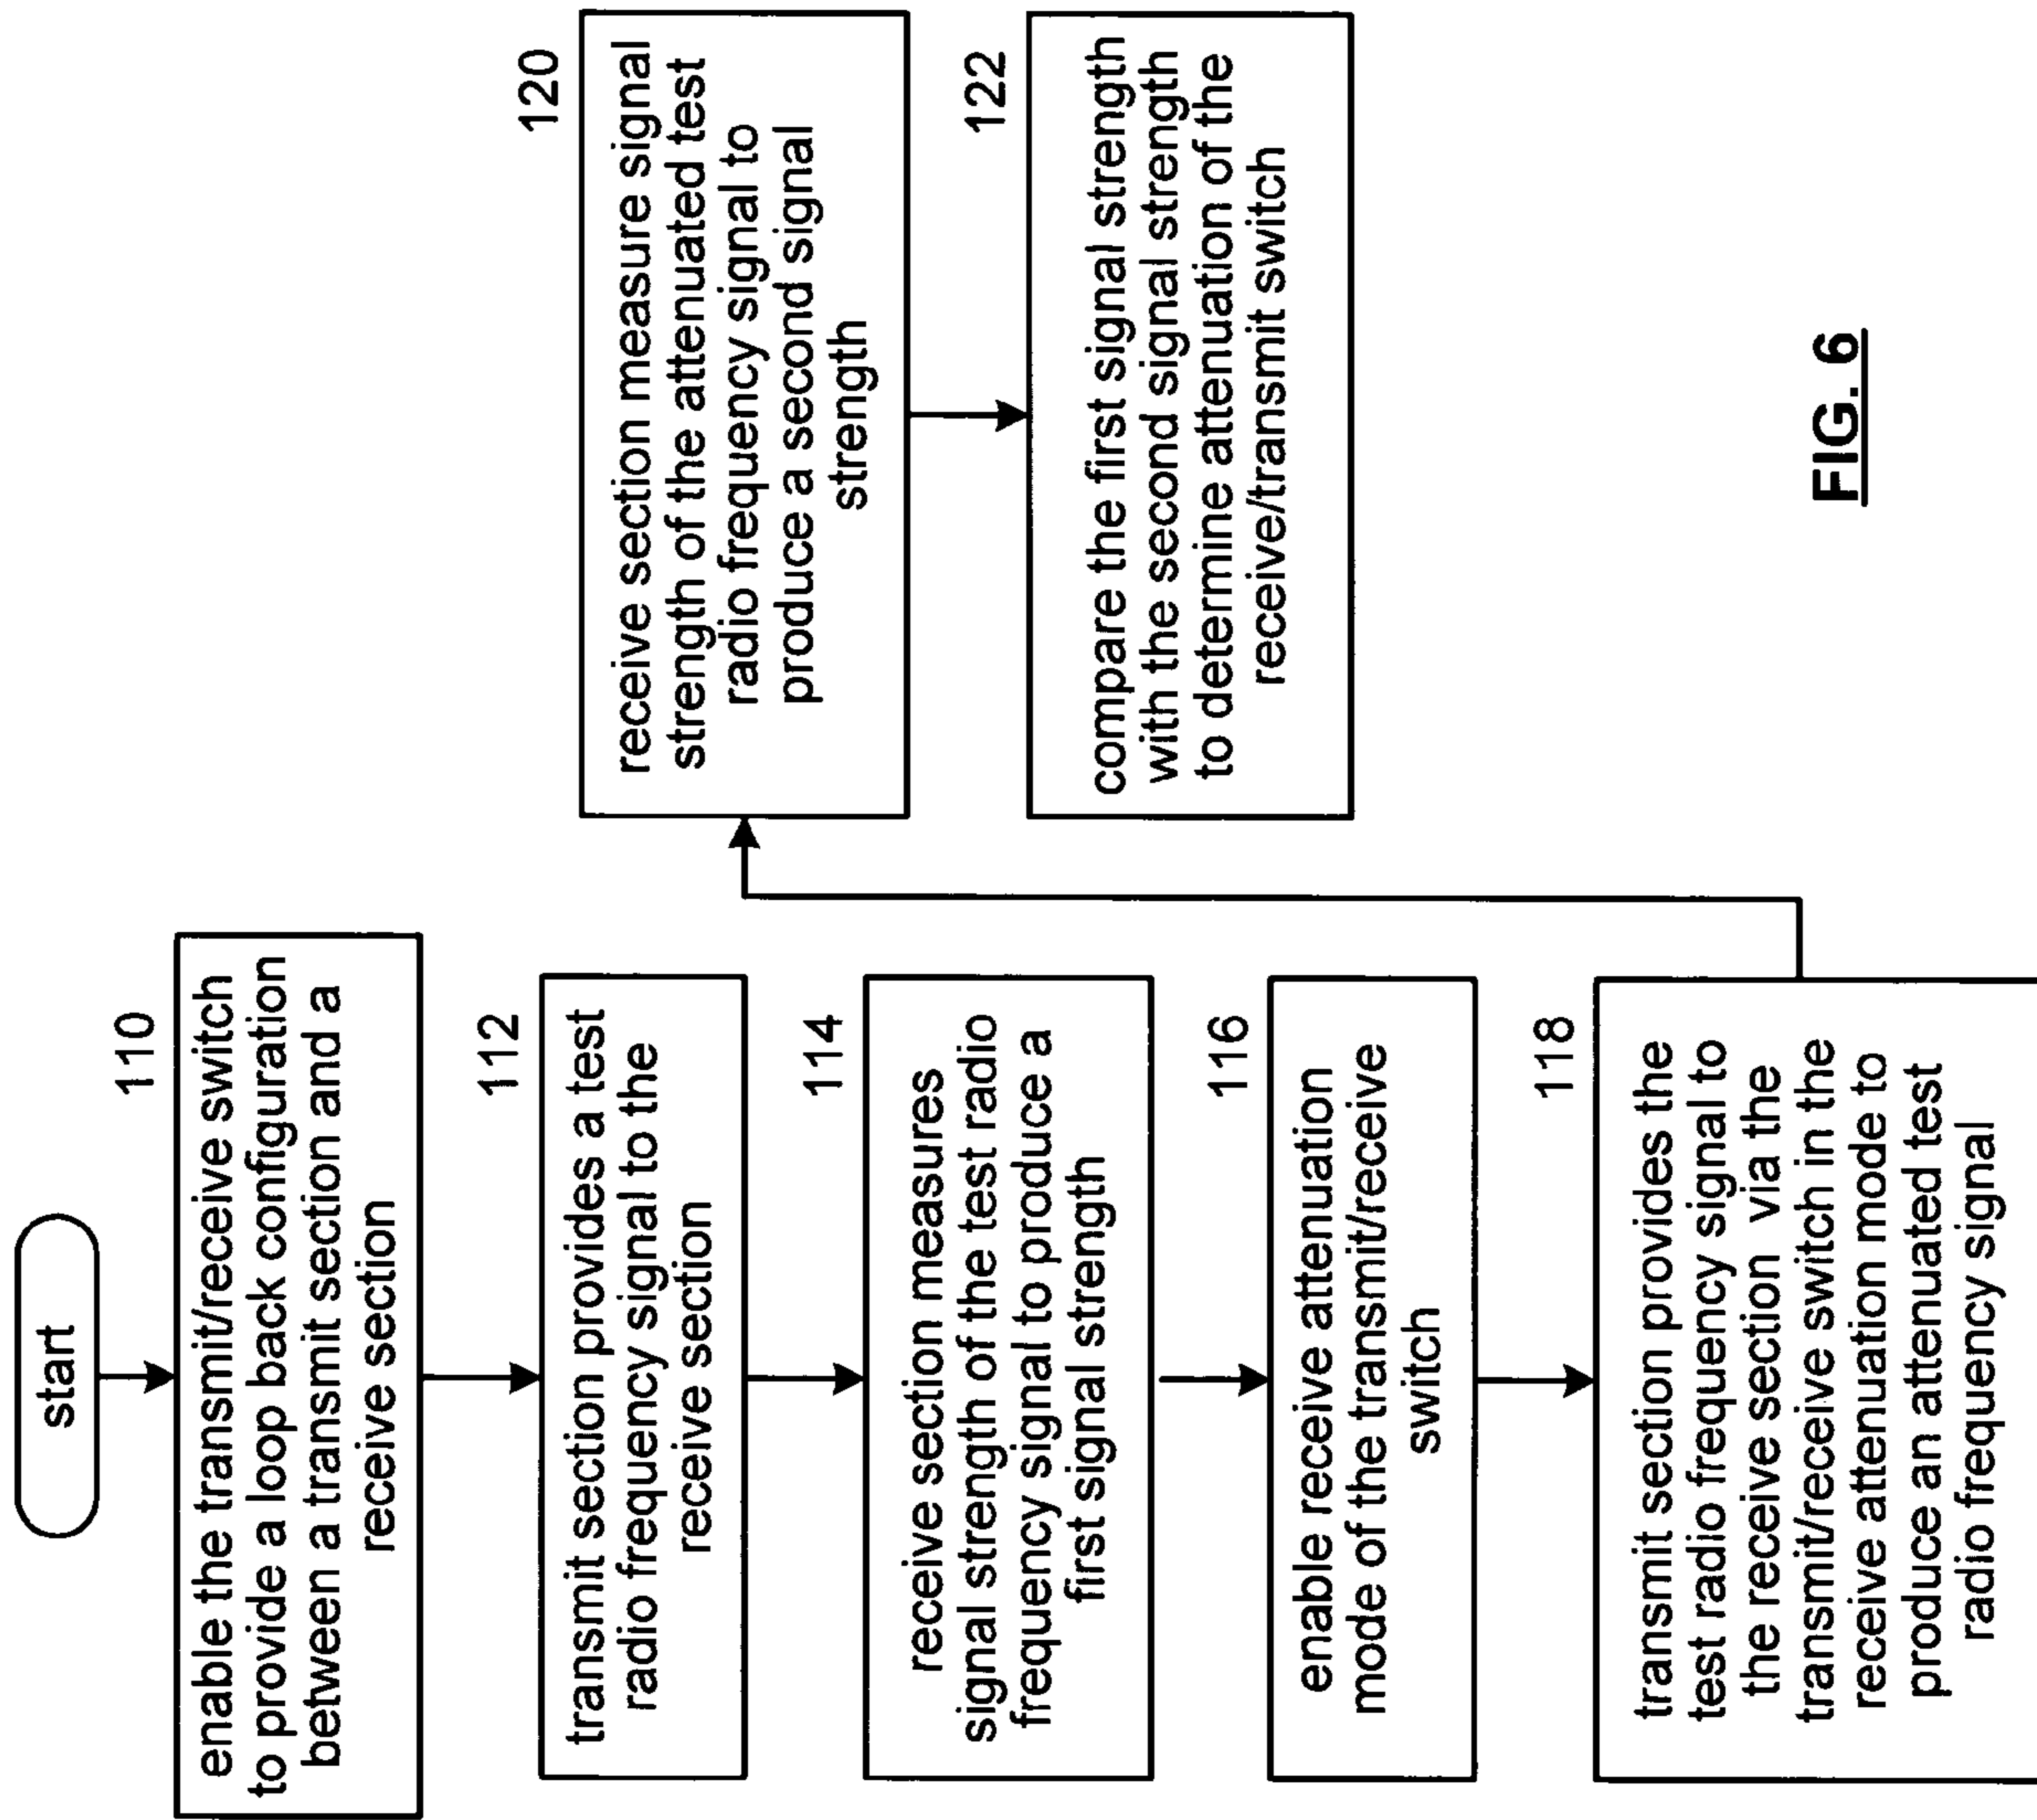 start
110
enable the transmit/receive switch
to provide a loop back configuration
between a transmit section and a
receive section
112
transmit section provides a test
radio frequency signal to the
receive section
114
receive section measures
signal strength of the test radio
frequency signal to produce a
first signal strength
116
enable receive attenuation
mode of the transmit/receive
switch
118
transmit section provides the
test radio frequency signal to
the receive section via the
transmit/receive switch in the
receive attenuation mode to
produce an attenuated test
radio frequency signal
120
receive section measure signal
strength of the attenuated test
radio frequency signal to
produce a second signal
strength
122
compare the first signal strength
with the second signal strength
to determine attenuation of the
receive/transmit switch
FIG. 6